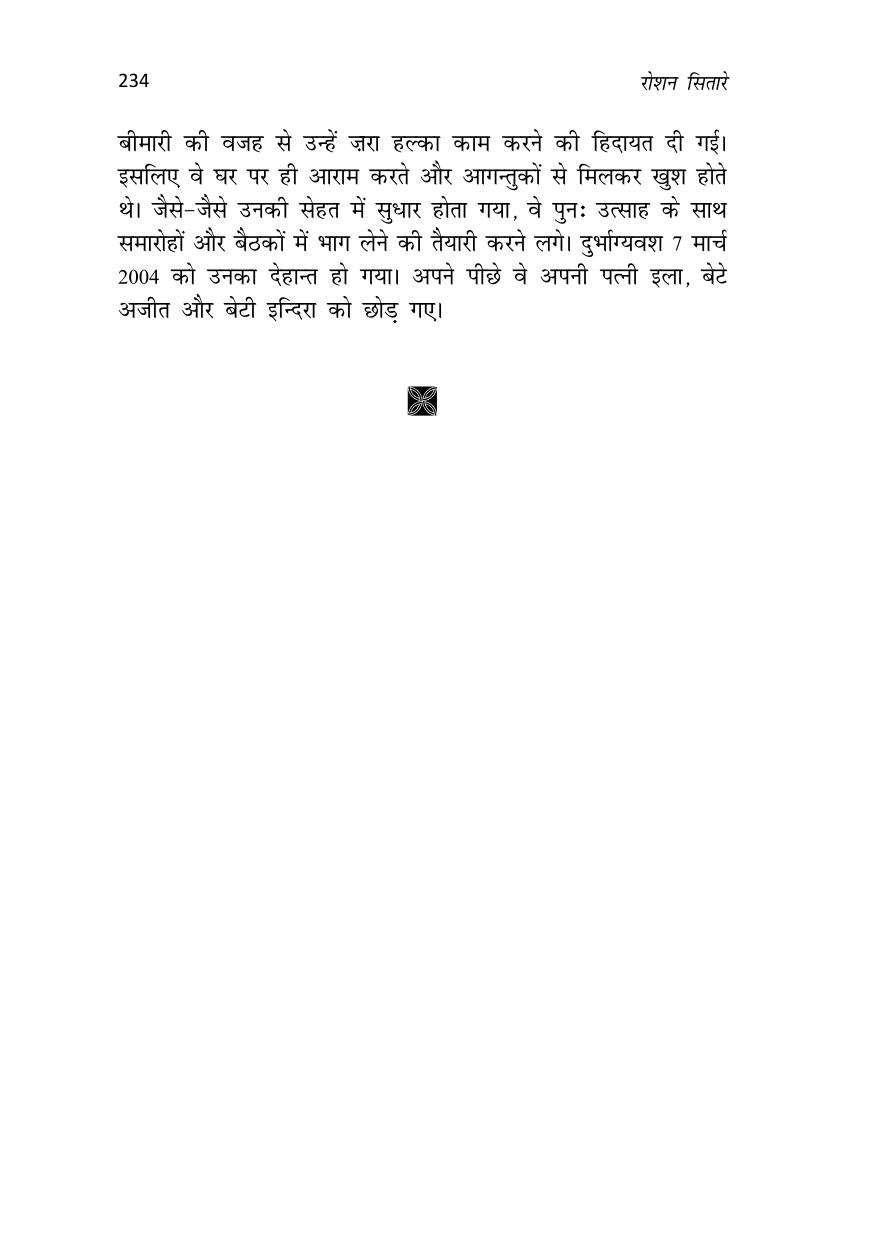 234 रोशन सितारे
बीमारी की वजह से उन्हें ज़रा हल्का काम करने की हिदायत दी गई।
इसलिए वे घर पर ही आराम करते और आगन्तुकों से मिलकर खुश होते
थे। जैसे-जैसे उनकी सेहत में सुधार होता गया, वे पुनः उत्साह के साथ
समारोहों और बैठकों में भाग लेने की तैयारी करने लगे। दुर्भाग्यवश 7 मार्च
2004 को उनका देहान्त हो गया। अपने पीछे वे अपनी पत्नी इला, बेटे
अजीत और बेटी इन्दिरा को छोड़ गए।